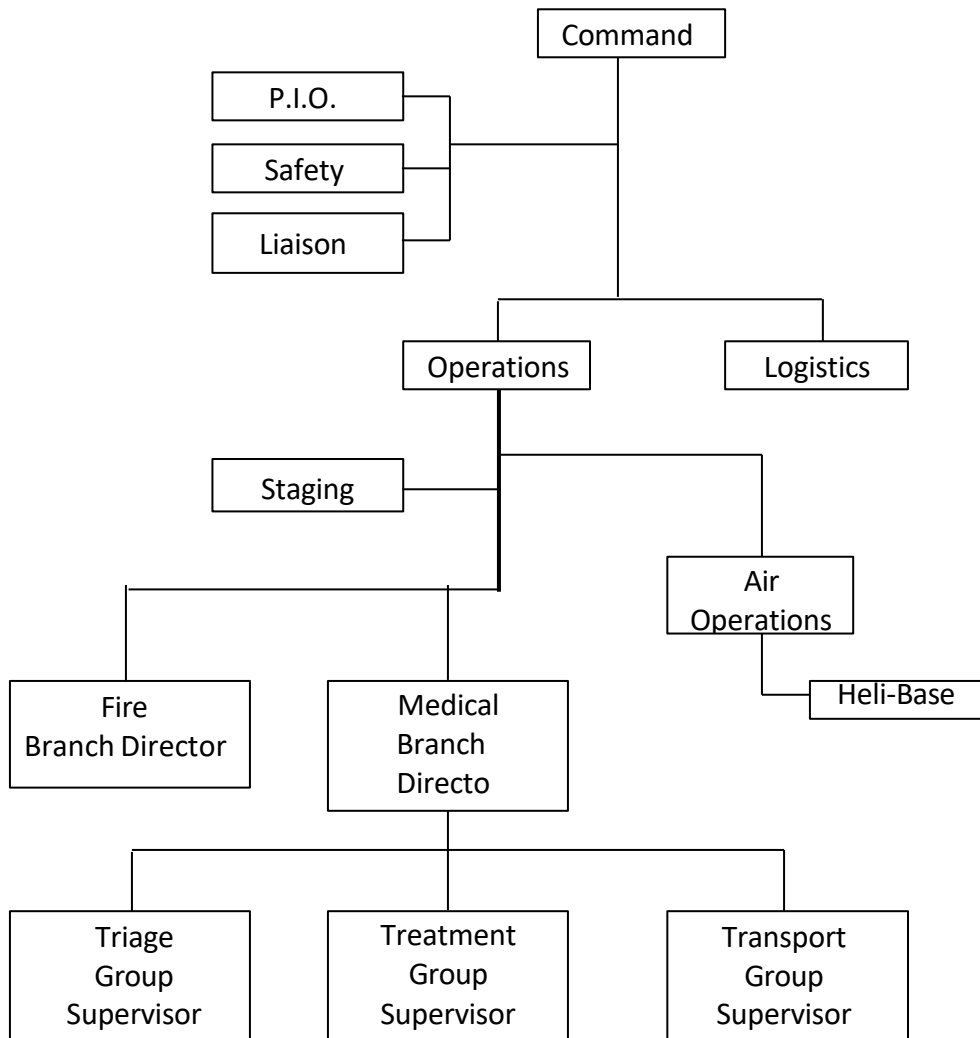 Command
P.I.O.
Safety
Liaison
Operations
Logistics
Staging
Air
Operations
Heli-Base
Fire
Branch Director
Medical
Branch
Directo
Triage
Group
Supervisor
Treatment
Group
Supervisor
Transport
Group
Supervisor